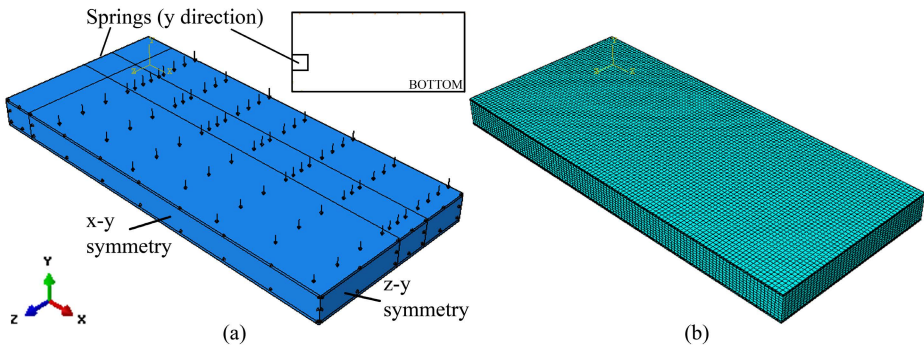 Springs (y direction)
BOTTOM
x-y
symmetry
z-y
symmetry
Y
Z
X
(a)
(b)